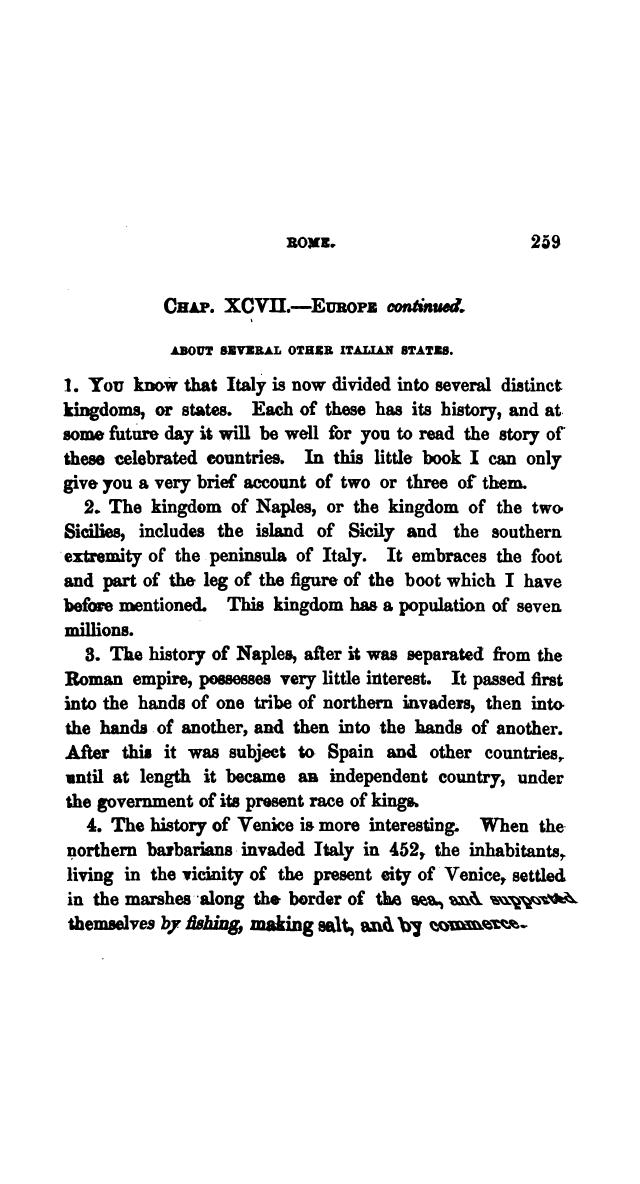 ROME. 259
CHAP. XCVII.—EUROPE continued.
ABOUT SEVERAL OTHER ITALIAN STATES.
1. You know that Italy is now divided into several distinct
kingdoms, or states. Each of these has its history, and at
some future day it will be well for you to read the story of
these celebrated countries. In this little book I can only
give you a very brief account of two or three of them.
2. The kingdom of Naples, or the kingdom of the two
Sicilies, includes the island of Sicily and the southern
extremity of the peninsula of Italy. It embraces the foot
and part of the leg of the figure of the boot which I have
before mentioned. This kingdom has a population of seven
millions.
3. The history of Naples, after it was separated from the
Roman empire, possesses very little interest. It passed first
into the hands of one tribe of northern invaders, then into
the hands of another, and then into the hands of another.
After this it was subject to Spain and other countries,
until at length it became an independent country, under
the government of its present race of kings.
4. The history of Venice is more interesting. When the
northern barbarians invaded Italy in 452, the inhabitants,
living in the vicinity of the present city of Venice, settled
in the marshes along the border of the sea, and supported
themselves by fishing, making salt, and by commerce.